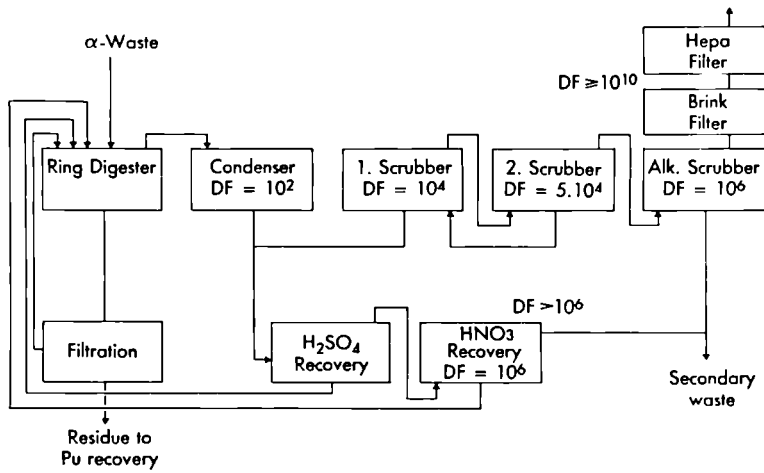 α-Waste
Hepa
Filter
DF ≧ 10¹⁰
Brink
Filter
Ring Digester
Condenser
DF = 10²
1. Scrubber
DF = 10⁴
2. Scrubber
DF = 5.10⁴
Alk. Scrubber
DF = 10⁶
DF > 10⁶
Filtration
H₂SO₄
Recovery
HNO₃
Recovery
DF = 10⁶
Secondary
waste
Residue to
Pu recovery